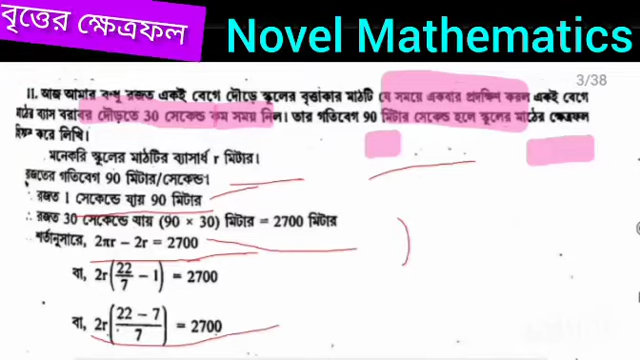 বৃত্তের ক্ষেত্রফল
Novel Mathematics
3/38
11. আজ আমার বন্ধু রজত একই বেগে দৌড়ে স্কুলের বৃত্তাকার মাঠটি যে সময়ে একবার প্রদক্ষিণ করল একই বেগে
মাঠের ব্যাস বরাবর দৌড়তে 30 সেকেন্ড কম সময় নিল। তার গতিবেগ 90 মিটার সেকেন্ড হলে স্কুলের মাঠের ক্ষেত্রফল
হিসাব করে লিখি।
মনেকরি স্কুলের মাঠটির ব্যাসার্ধ r মিটার।
রজতের গতিবেগ 90 মিটার/সেকেন্ড।
∴ রজত 1 সেকেন্ডে যায় 90 মিটার
∴ রজত 30 সেকেন্ডে যায় (90 × 30) মিটার = 2700 মিটার
শর্তানুসারে, 2πr – 2r = 2700
বা, 2r(22/7 – 1) = 2700
বা, 2r((22 – 7)/7) = 2700